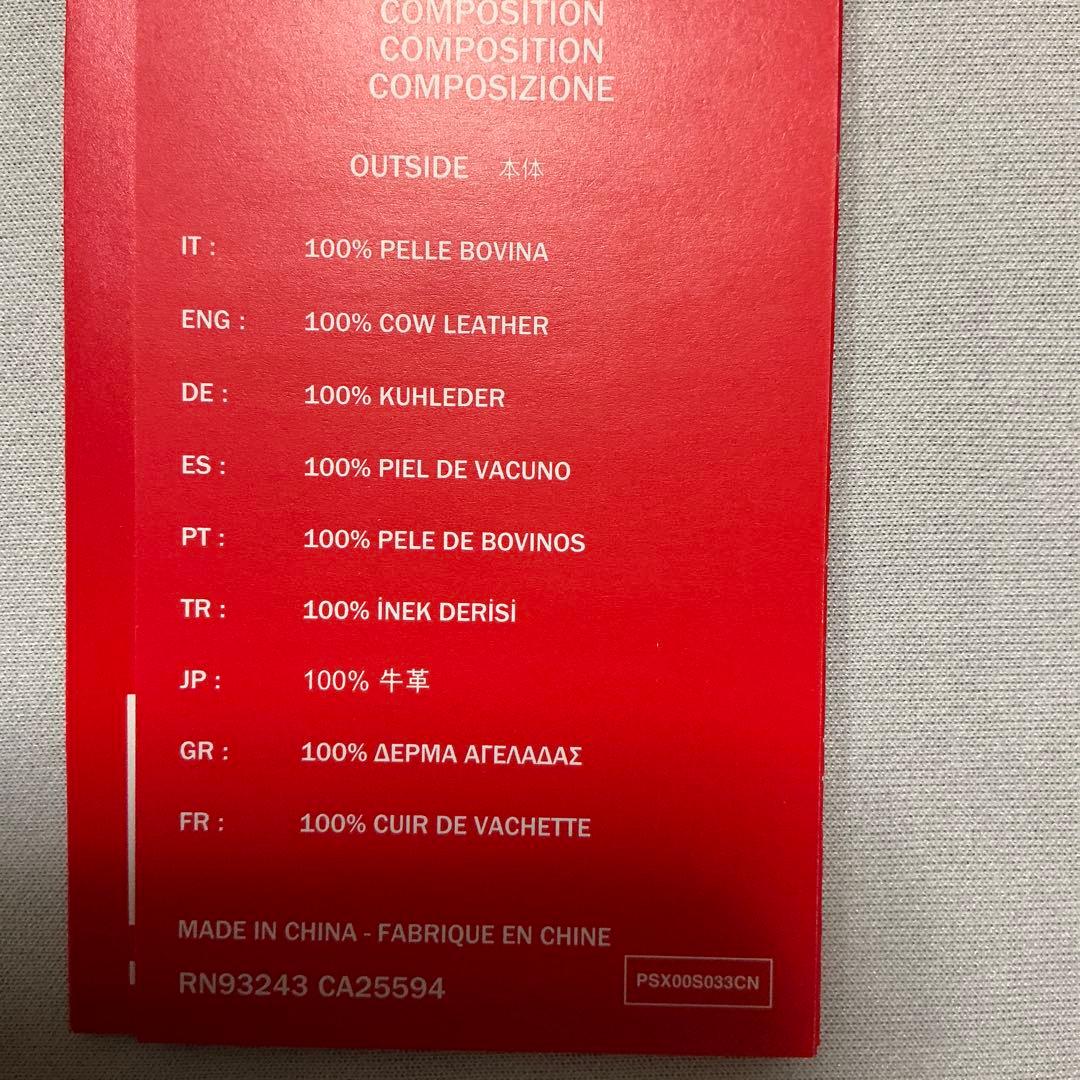 COMPOSITION
COMPOSITION
COMPOSIZIONE
OUTSIDE 本体
IT : 100% PELLE BOVINA
ENG : 100% COW LEATHER
DE : 100% KUHLEDER
ES : 100% PIEL DE VACUNO
PT : 100% PELE DE BOVINOS
TR : 100% İNEK DERİSİ
JP : 100% 牛革
GR : 100% ΔΕΡΜΑ ΑΓΕΛΑΔΑΣ
FR : 100% CUIR DE VACHETTE
MADE IN CHINA - FABRIQUE EN CHINE
RN93243 CA25594
PSX00S033CN